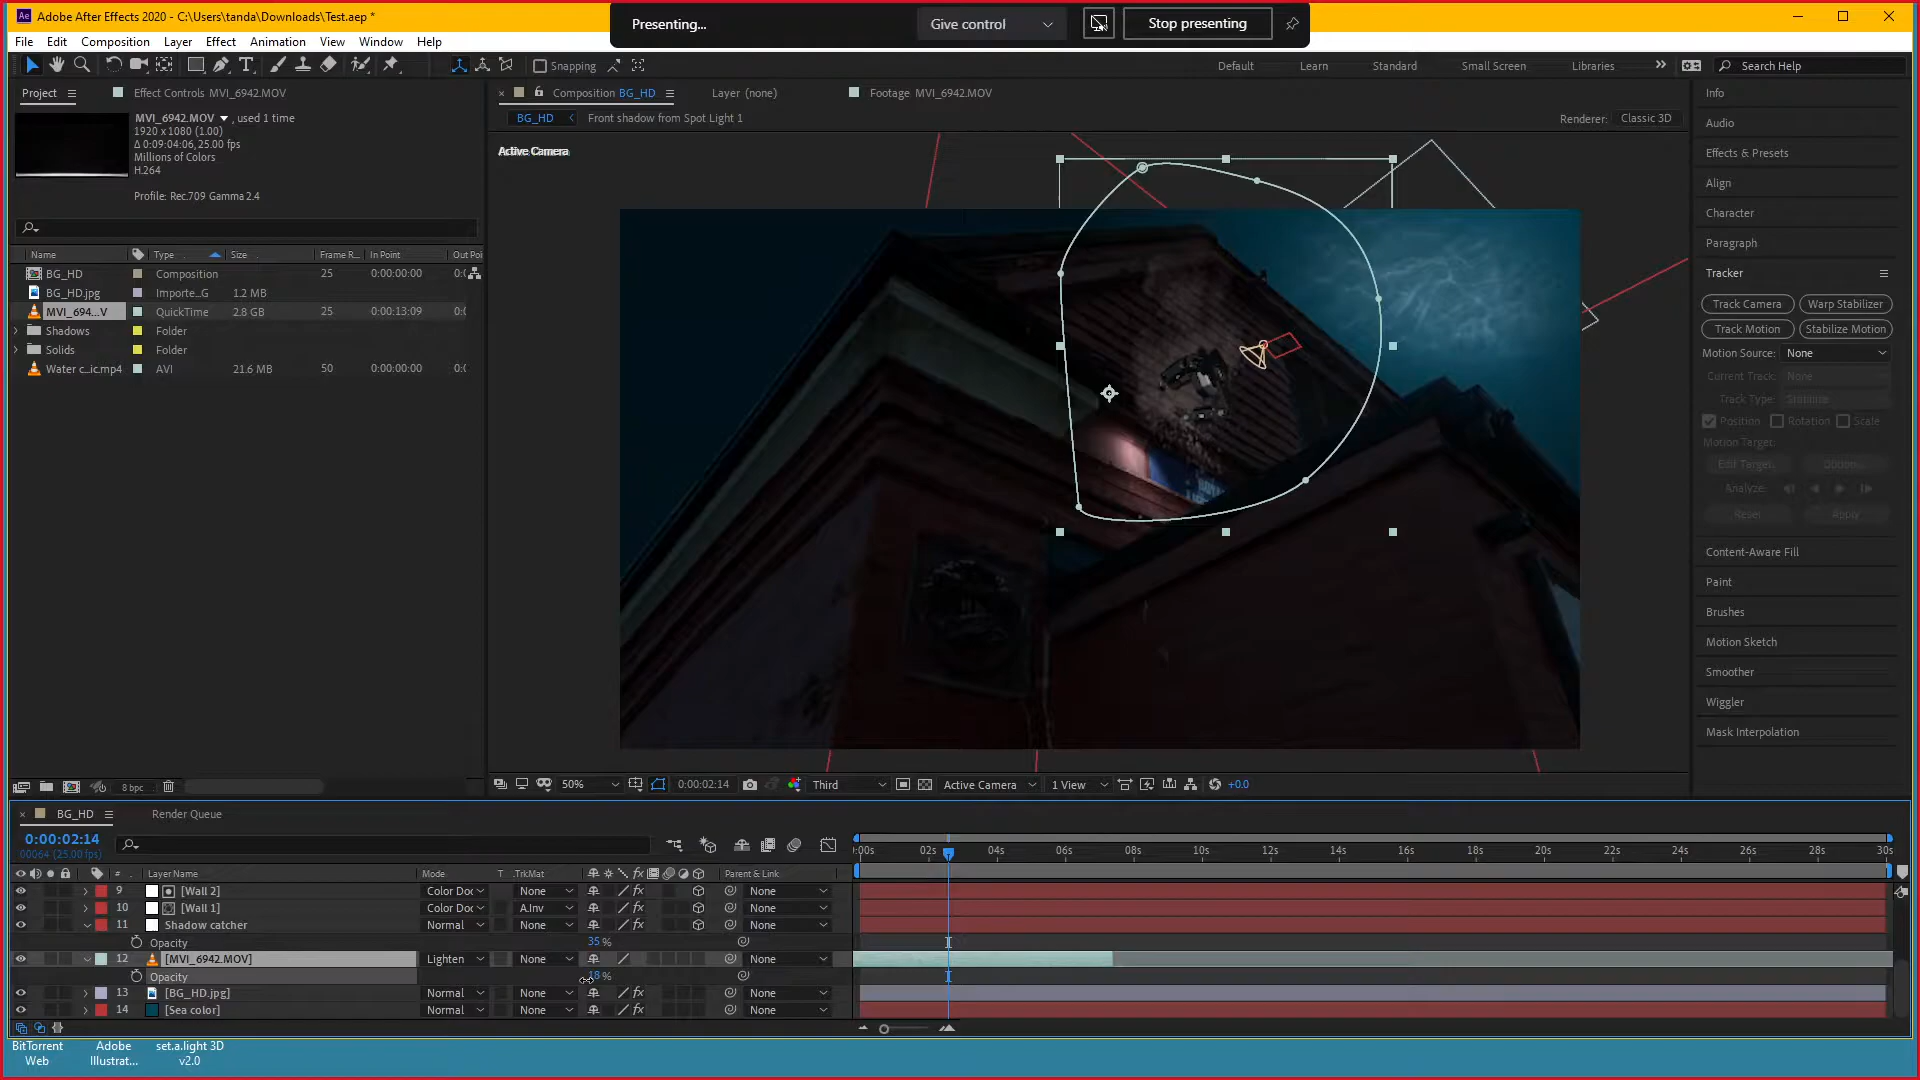 Adobe After Effects 2020 - C:\Users\tanda\Downloads\Test.aep *
Presenting...
Give control
Stop presenting
File Edit Composition Layer Effect Animation View Window Help
Snapping
Default Learn Standard Small Screen Libraries
Search Help
Project
Effect Controls MVI_6942.MOV
MVI_6942.MOV , used 1 time
1920 x 1080 (1.00)
Δ 0:09:04:06, 25.00 fps
Millions of Colors
H.264
Profile: Rec.709 Gamma 2.4
Name Type Size Frame R... In Point Out Poi
BG_HD Composition 25 0:00:00:00 0:(
BG_HD.jpg Importe...G 1.2 MB
MVI_694...V QuickTime 2.8 GB 25 0:00:13:09 0:(
Shadows Folder
Solids Folder
Water c...ic.mp4 AVI 21.6 MB 50 0:00:00:00 0:(
8 bpc
Composition BG_HD
Layer (none)
Footage MVI_6942.MOV
BG_HD
Front shadow from Spot Light 1
Renderer: Classic 3D
Active Camera
50% 0:00:02:14 Third Active Camera 1 View +0.0
Info
Audio
Effects & Presets
Align
Character
Paragraph
Tracker
Track Camera Warp Stabilizer
Track Motion Stabilize Motion
Motion Source: None
Current Track: None
Track Type: Stabilize
Position Rotation Scale
Motion Target:
Edit Target...
Analyze:
Reset Apply
Content-Aware Fill
Paint
Brushes
Motion Sketch
Smoother
Wiggler
Mask Interpolation
BG_HD
Render Queue
0:00:02:14
00064 (25.00 fps)
:00s 02s 04s 06s 08s 10s 12s 14s 16s 18s 20s 22s 24s 26s 28s 30s
# Layer Name Mode T .TrkMat fx Parent & Link
9 [Wall 2] Color Doc None fx None
10 [Wall 1] Color Doc A.Inv fx None
11 Shadow catcher Normal None fx None
Opacity 35 %
12 [MVI_6942.MOV] Lighten None None
Opacity 18 %
13 [BG_HD.jpg] Normal None fx None
14 [Sea color] Normal None fx None
BitTorrent Web
Adobe Illustrat...
set.a.light 3D v2.0